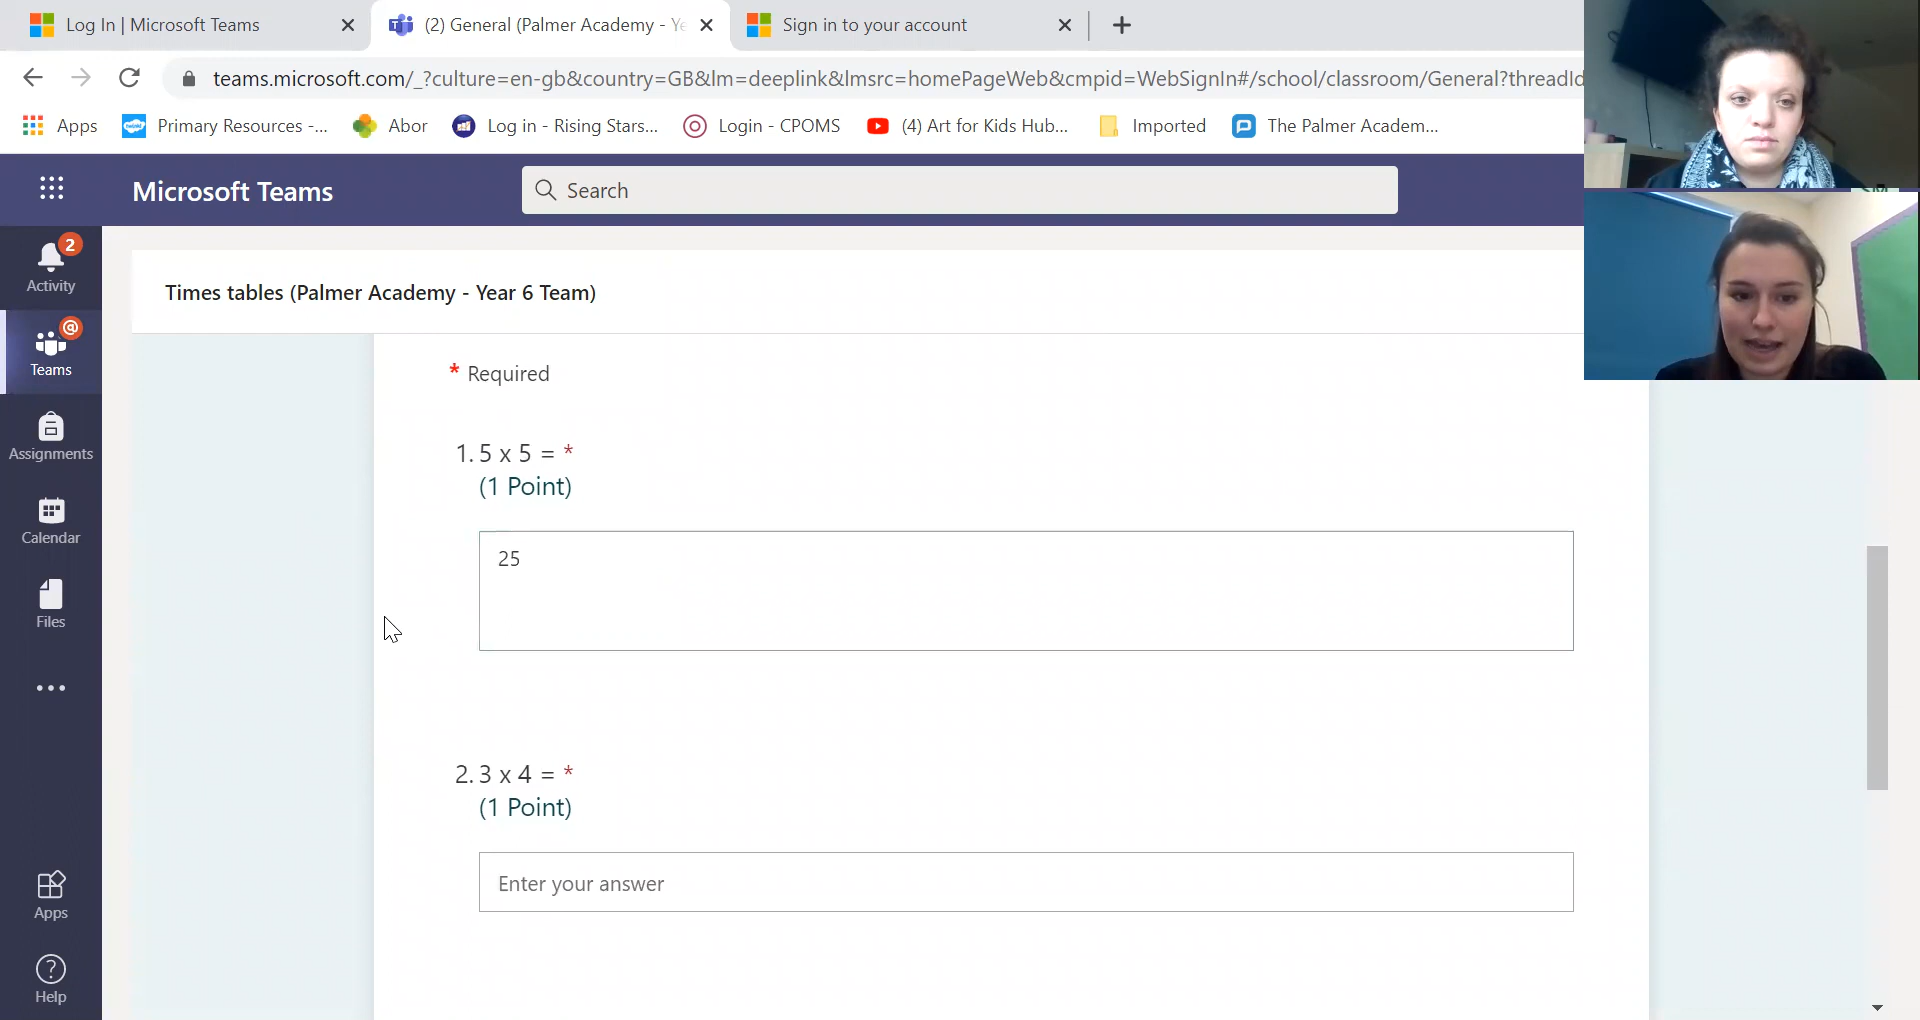 Log In | Microsoft Teams
(2) General (Palmer Academy - Ye
Sign in to your account
teams.microsoft.com/_?culture=en-gb&country=GB&lm=deeplink&lmsrc=homePageWeb&cmpid=WebSignIn#/school/classroom/General?threadId
Apps
Primary Resources -...
Abor
Log in - Rising Stars...
Login - CPOMS
(4) Art for Kids Hub...
Imported
The Palmer Academ...
Microsoft Teams
Search
2
Activity
Teams
Assignments
Calendar
Files
Apps
Help
Times tables (Palmer Academy - Year 6 Team)
* Required
1. 5 x 5 = *
(1 Point)
25
2. 3 x 4 = *
(1 Point)
Enter your answer